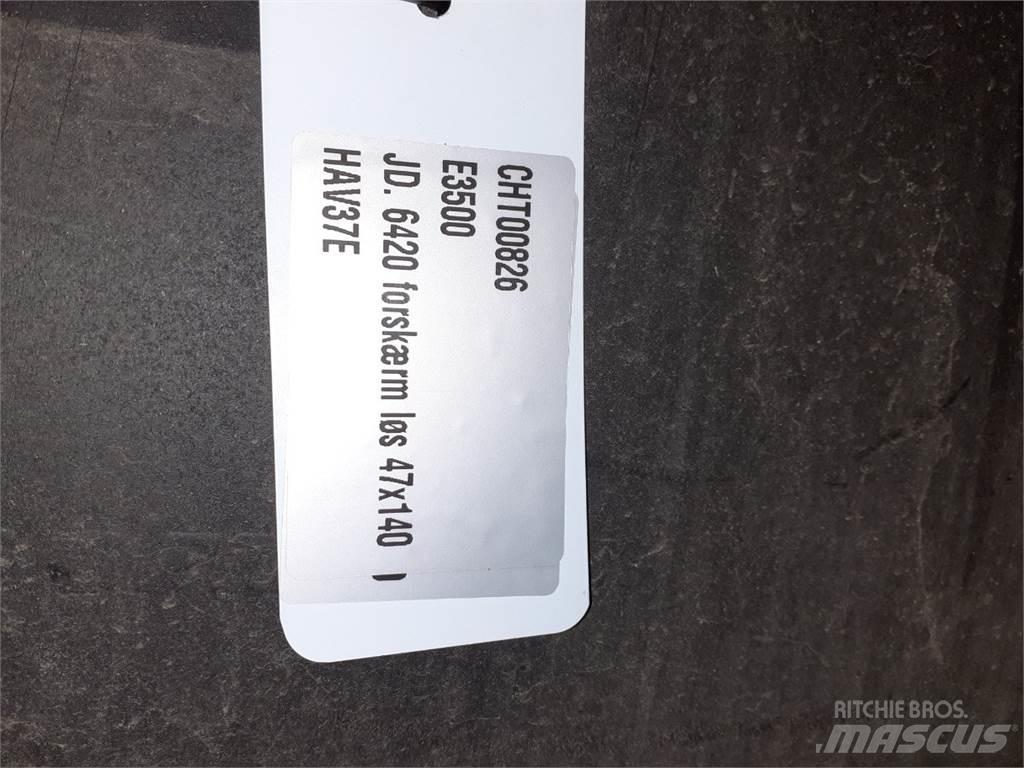 CHT00826
E3500
JD. 6420 forskærm løs 47x140
HAV37E
RITCHIE BROS.
MASCUS